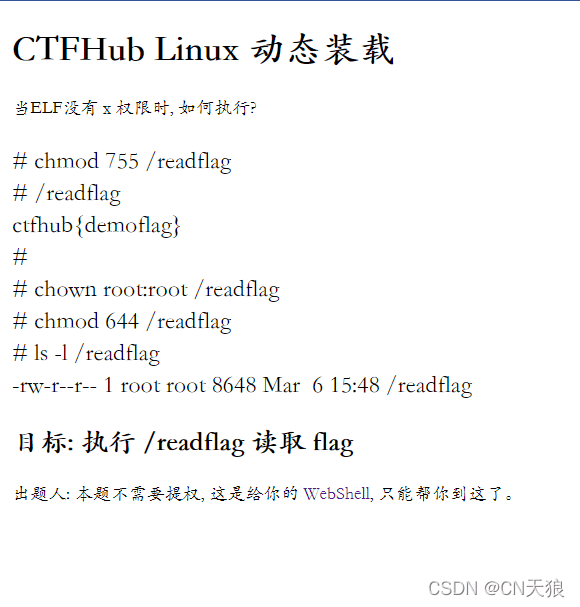 CTFHub Linux 动态装载
当ELF没有 x 权限时, 如何执行?
# chmod 755 /readflag
# /readflag
ctfhub{demoflag}
#
# chown root:root /readflag
# chmod 644 /readflag
# ls -l /readflag
-rw-r--r-- 1 root root 8648 Mar  6 15:48 /readflag
目标: 执行 /readflag 读取 flag
出题人: 本题不需要提权, 这是给你的 WebShell, 只能帮你到这了。
CSDN @CN天狼